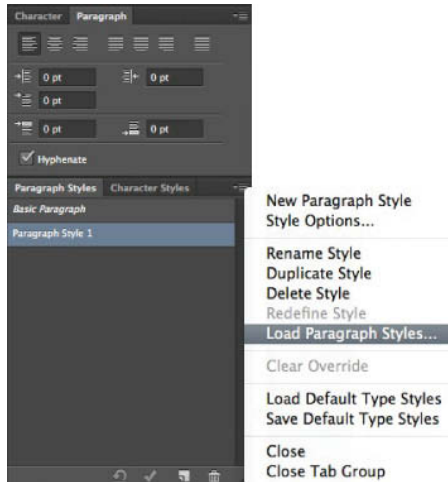 Character Paragraph
0 pt 0 pt
0 pt
0 pt 0 pt
Hyphenate
Paragraph Styles Character Styles
Basic Paragraph
Paragraph Style 1
New Paragraph Style
Style Options...
Rename Style
Duplicate Style
Delete Style
Redefine Style
Load Paragraph Styles...
Clear Override
Load Default Type Styles
Save Default Type Styles
Close
Close Tab Group